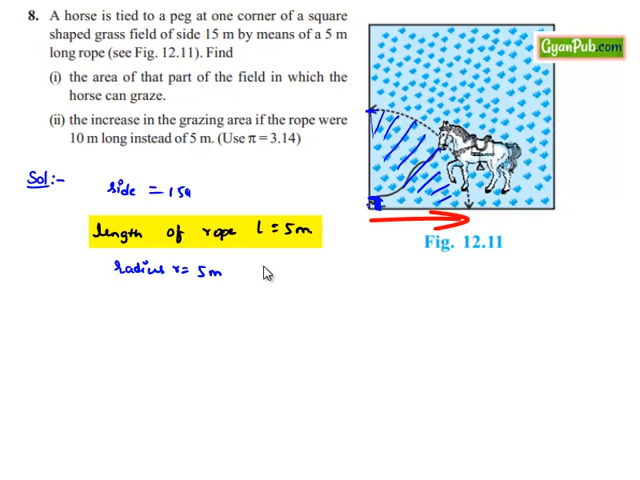 8. A horse is tied to a peg at one corner of a square
shaped grass field of side 15 m by means of a 5 m
long rope (see Fig. 12.11). Find
(i) the area of that part of the field in which the
horse can graze.
(ii) the increase in the grazing area if the rope were
10 m long instead of 5 m. (Use π = 3.14)
GyanPub.com
Fig. 12.11
Sol:-
side =
length of rope l = 5m
radius r = 5m